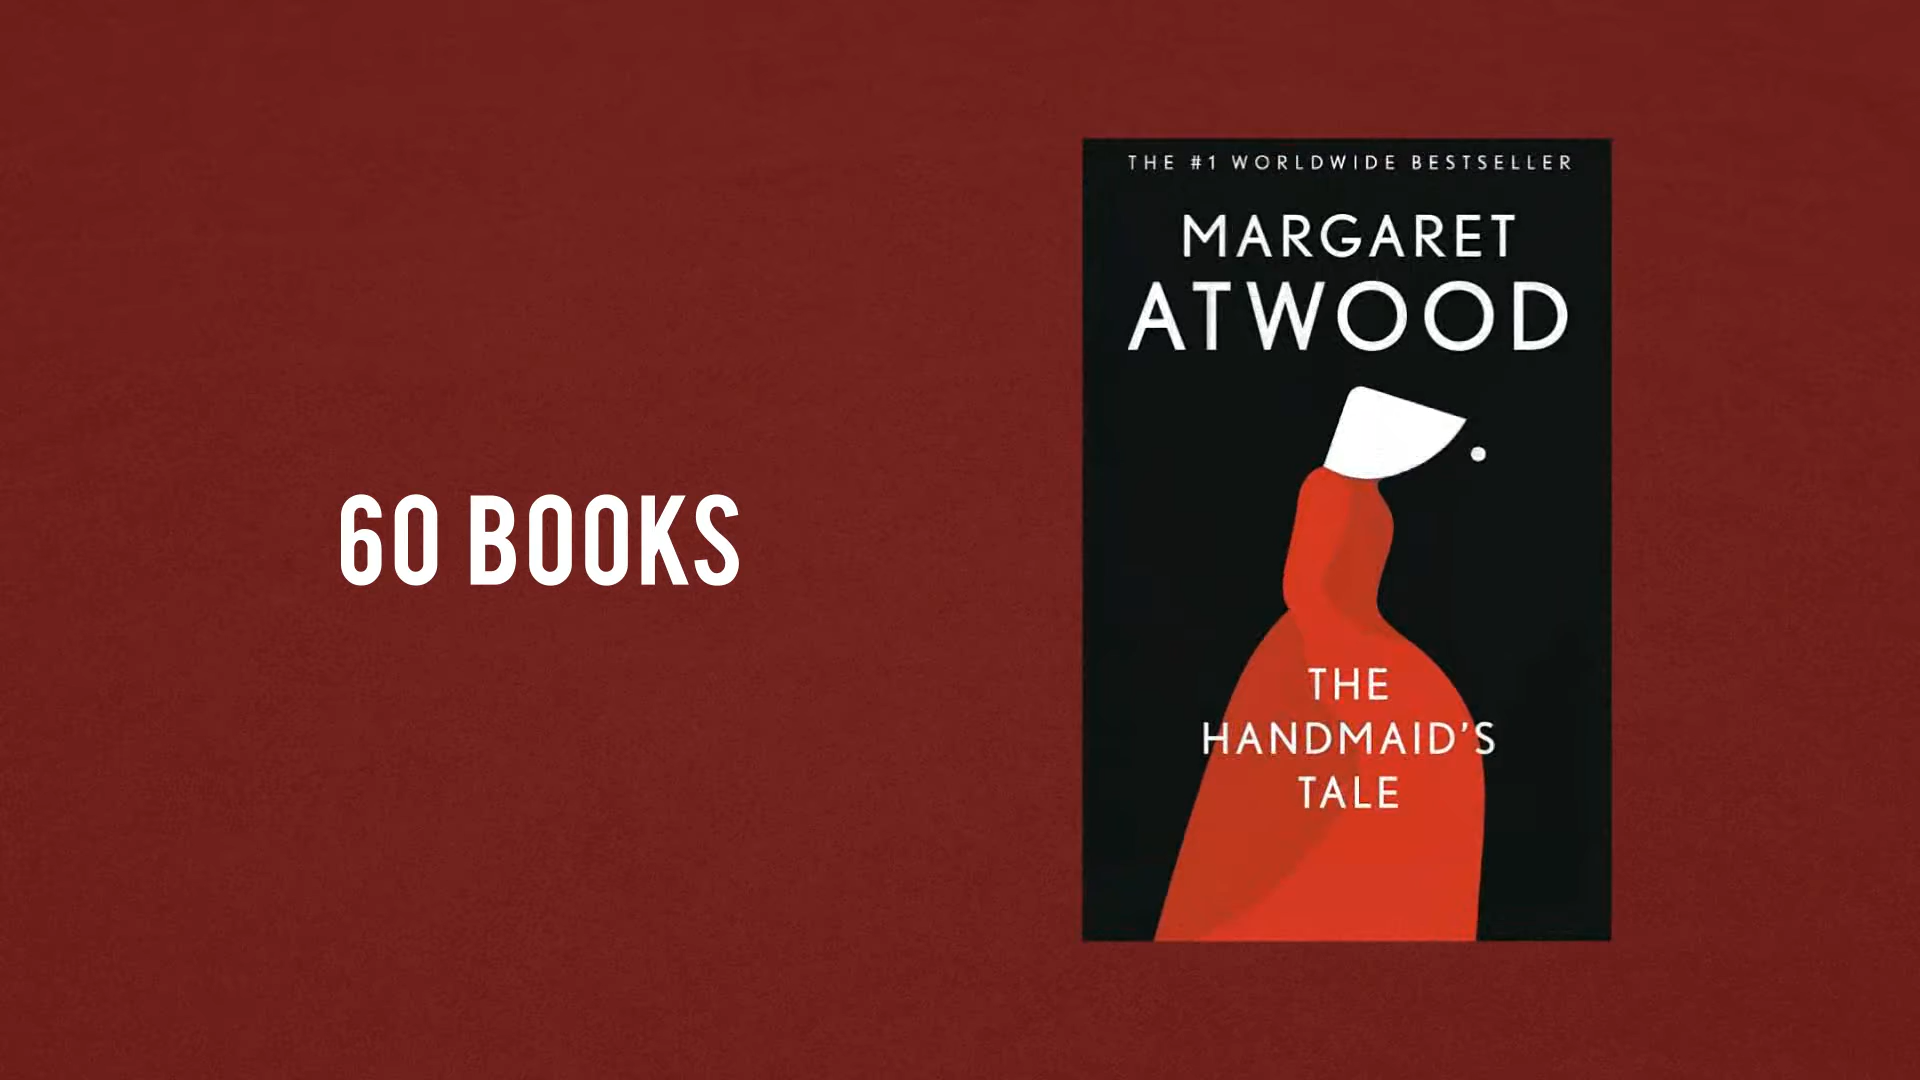 60 BOOKS
THE #1 WORLDWIDE BESTSELLER
MARGARET
ATWOOD
THE
HANDMAID'S
TALE